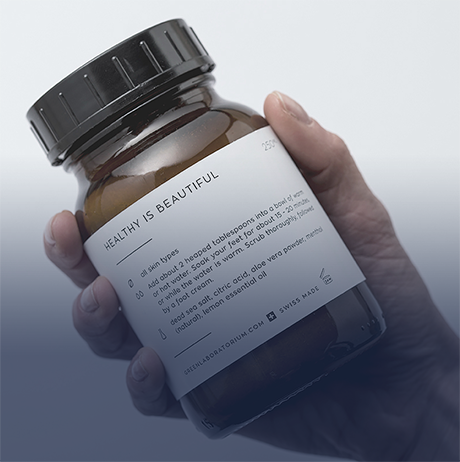 250
HEALTHY IS BEAUTIFUL
all skin types
Add about 2 heaped tablespoons into a bowl of warm
or hot water. Soak your feet for about 15 - 20 minutes
or while the water is warm. Scrub thoroughly, followed
by a foot cream.
dead sea salt, citric acid, aloe vera powder, menthol
(natural), lemon essential oil
GREENLABORATORIUM.COM SWISS MADE